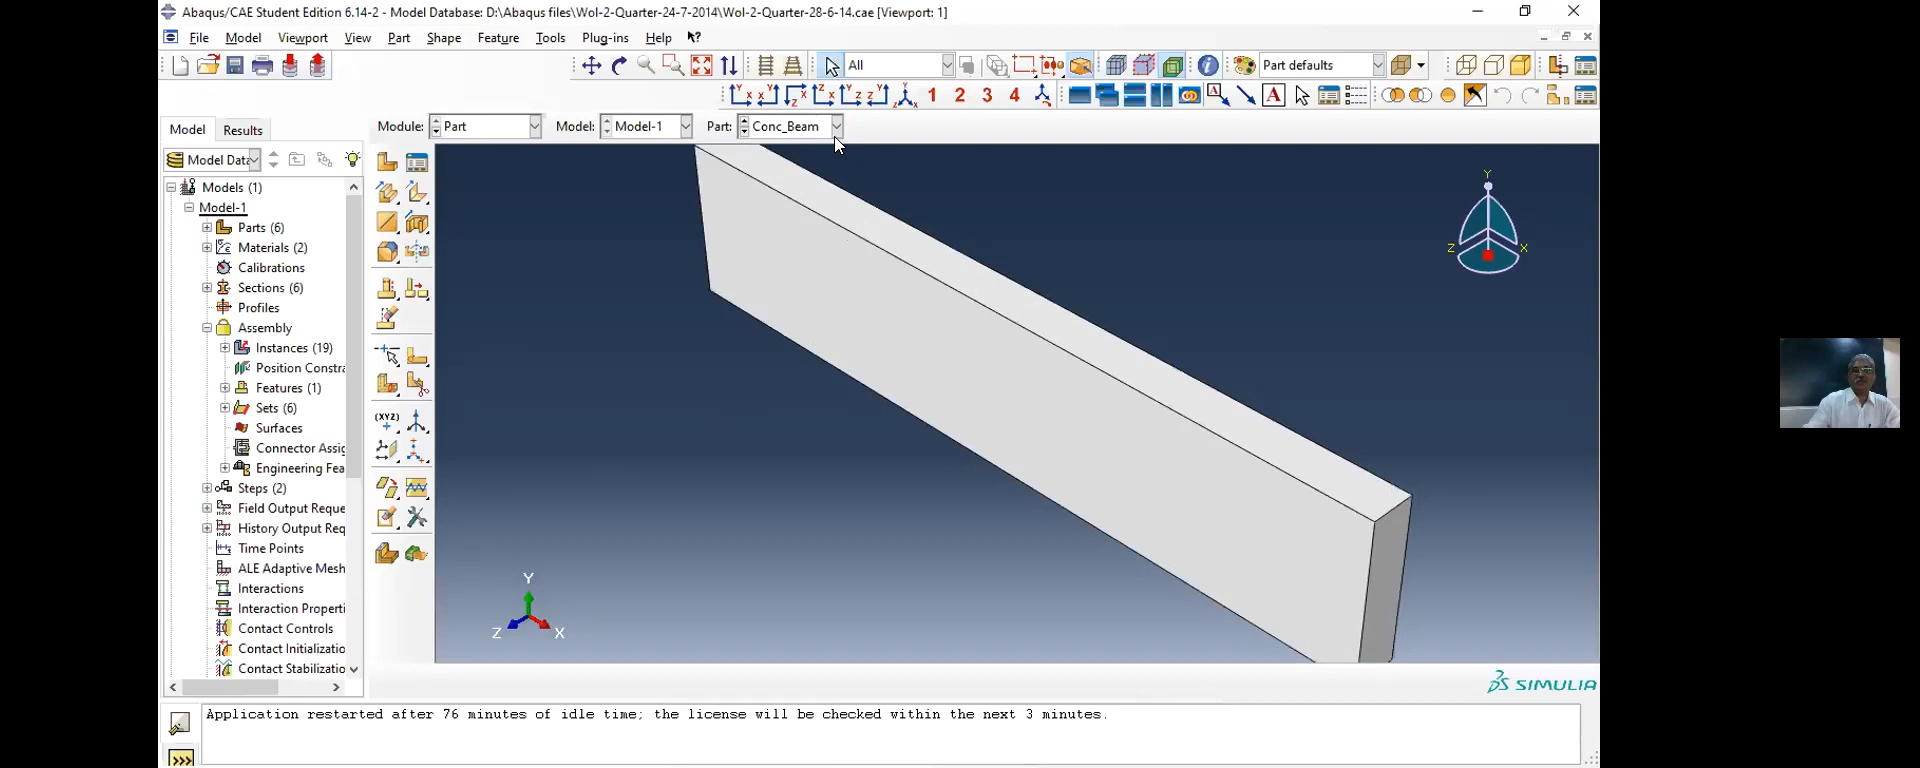 Abaqus/CAE Student Edition 6.14-2 - Model Database: D:\Abaqus files\Wol-2-Quarter-24-7-2014\Wol-2-Quarter-28-6-14.cae [Viewport: 1]
File Model Viewport View Part Shape Feature Tools Plug-ins Help
All Part defaults
1 2 3 4
Model Results Module: Part Model: Model-1 Part: Conc_Beam
Model Data
Models (1)
Model-1
Parts (6)
Materials (2)
Calibrations
Sections (6)
Profiles
Assembly
Instances (19)
Position Constra
Features (1)
Sets (6)
Surfaces
Connector Assig
Engineering Fea
Steps (2)
Field Output Reque
History Output Req
Time Points
ALE Adaptive Mesh
Interactions
Interaction Properti
Contact Controls
Contact Initializatio
Contact Stabilizatio
(XYZ)
Y
Z X
Y
Z X
SIMULIA
Application restarted after 76 minutes of idle time; the license will be checked within the next 3 minutes.
>>>